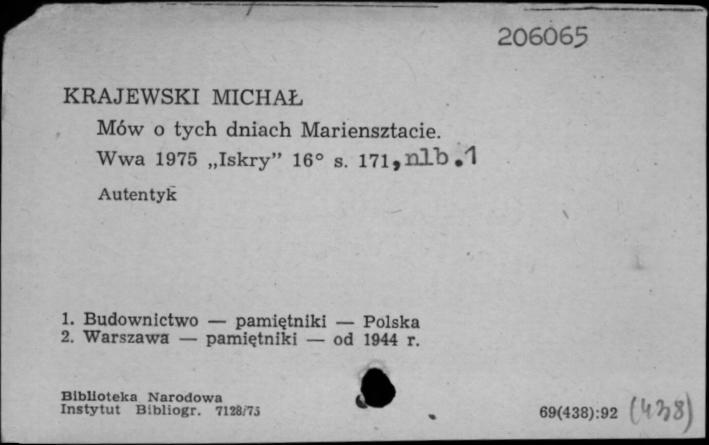 206065
KRAJEWSKI MICHAŁ
Mów o tych dniach Mariensztacie.
Wwa 1975 „Iskry” 16° s. 171, nlb.1
Autentyk
1. Budownictwo — pamiętniki — Polska
2. Warszawa — pamiętniki — od 1944 r.
Biblioteka Narodowa
Instytut Bibliogr. 7128/75
69(438):92 (438)